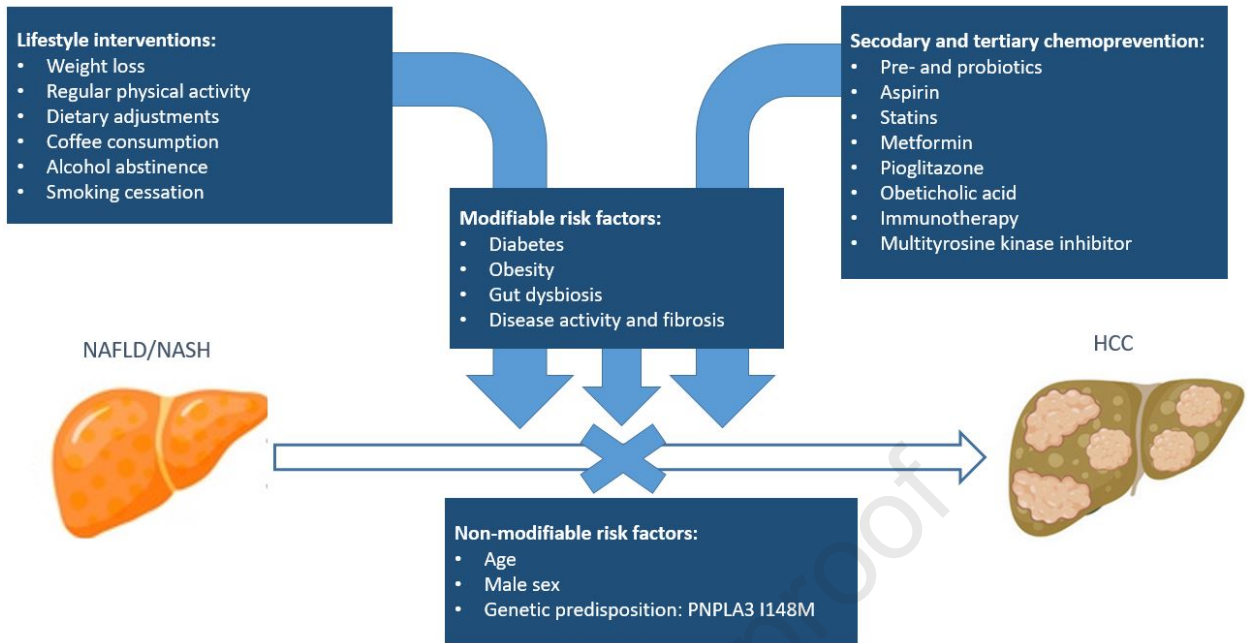 Lifestyle interventions:
• Weight loss
• Regular physical activity
• Dietary adjustments
• Coffee consumption
• Alcohol abstinence
• Smoking cessation
Secodary and tertiary chemoprevention:
• Pre- and probiotics
• Aspirin
• Statins
• Metformin
• Pioglitazone
• Obeticholic acid
• Immunotherapy
• Multityrosine kinase inhibitor
Modifiable risk factors:
• Diabetes
• Obesity
• Gut dysbiosis
• Disease activity and fibrosis
NAFLD/NASH
HCC
Non-modifiable risk factors:
• Age
• Male sex
• Genetic predisposition: PNPLA3 I148M
proof